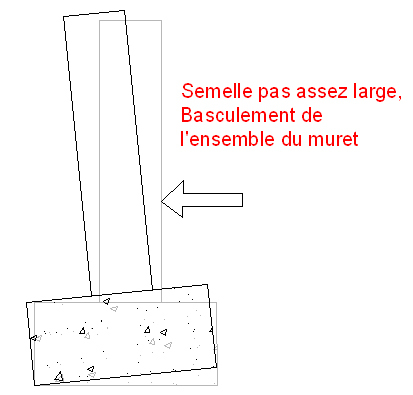 Semelle pas assez large,
Basculement de
l'ensemble du muret